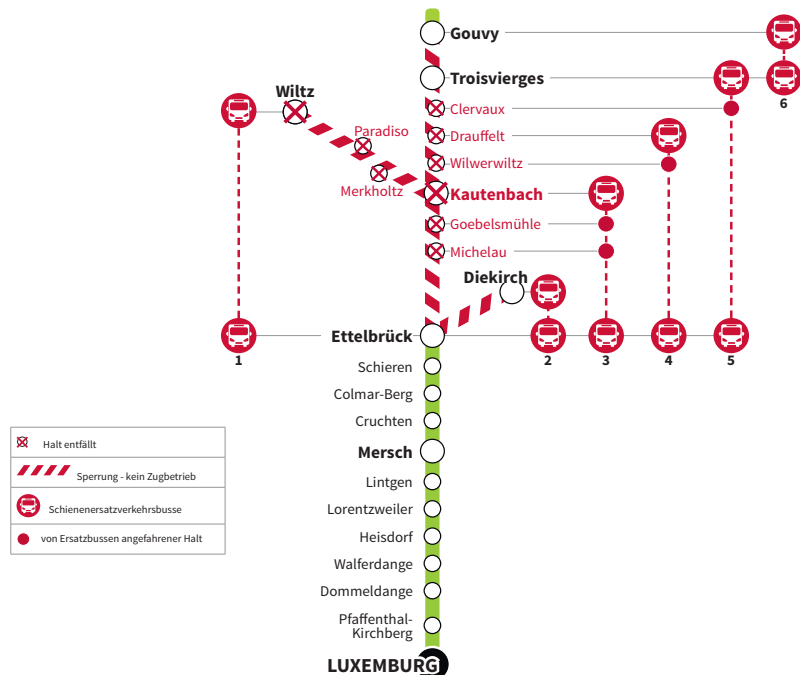 Gouvy
Troisvierges
6
Wiltz
Clervaux
Paradiso
Drauffelt
Wilwerwiltz
Merkholtz
Kautenbach
Goebelsmühle
Michelau
Diekirch
Ettelbrück
1
2
3
4
5
Schieren
Colmar-Berg
Cruchten
Mersch
Lintgen
Lorentzweiler
Heisdorf
Walferdange
Dommeldange
Pfaffenthal-
Kirchberg
LUXEMBURG
Halt entfällt
Sperrung - kein Zugbetrieb
Schienenersatzverkehrsbusse
von Ersatzbussen angefahrener Halt